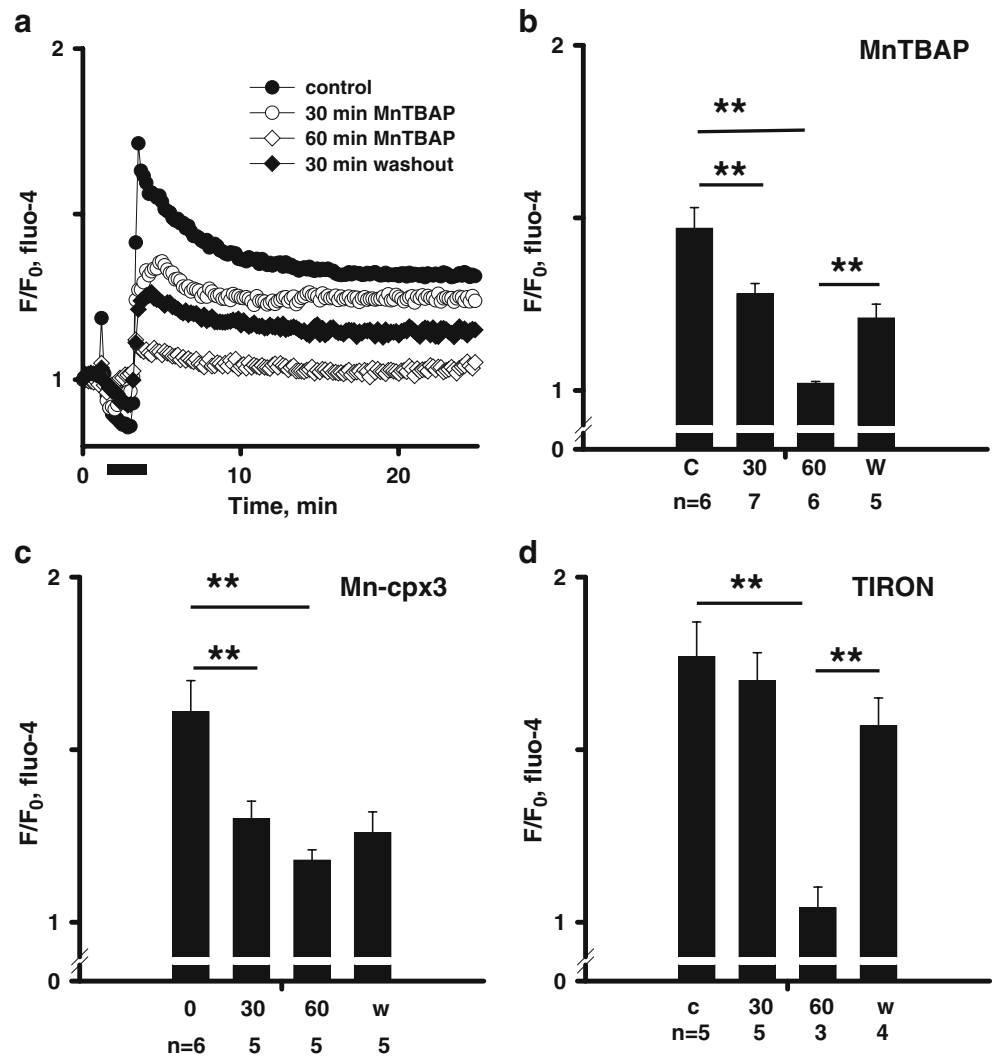 a
2
control
30 min MnTBAP
60 min MnTBAP
30 min washout
F/F0, fluo-4
1
0 10 20
Time, min
b
MnTBAP
2
**
**
**
F/F0, fluo-4
1
0
C 30 60 W
n=6 7 6 5
c
Mn-cpx3
2
**
**
F/F0, fluo-4
1
0
0 30 60 w
n=6 5 5 5
d
TIRON
2
**
**
F/F0, fluo-4
1
0
c 30 60 w
n=5 5 3 4